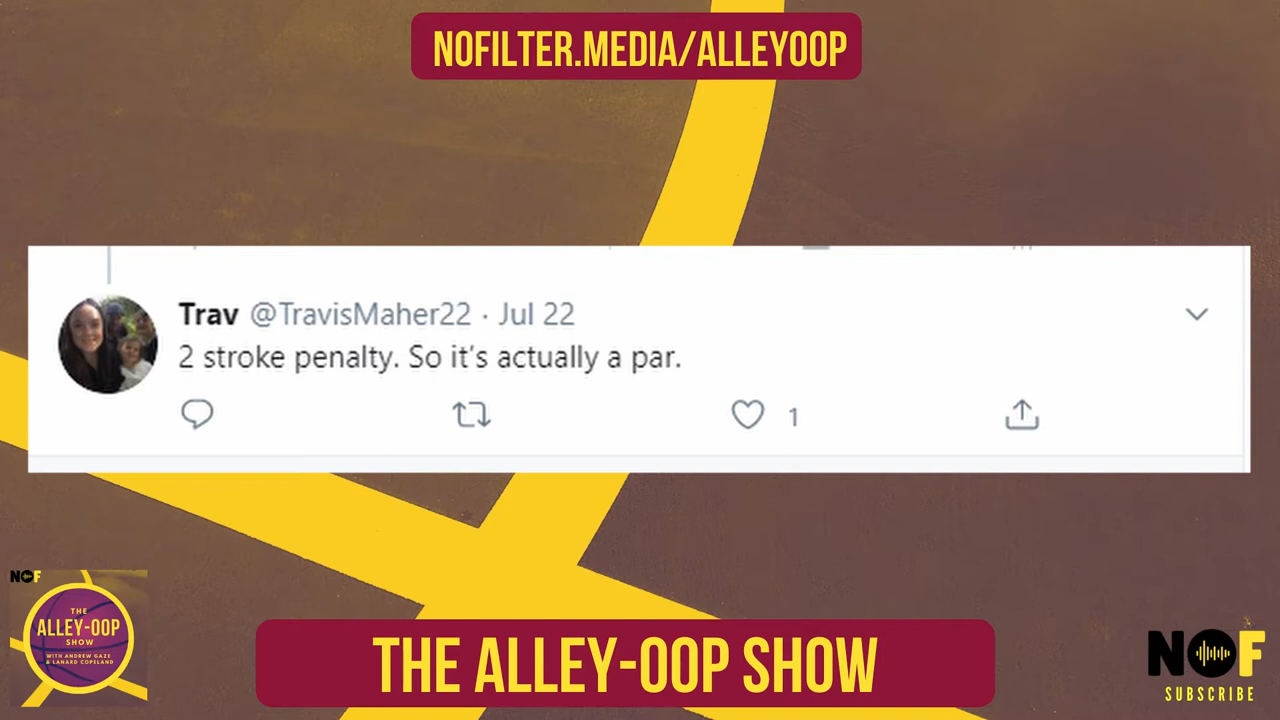 NOFILTER.MEDIA/ALLEYOOP
Trav @TravisMaher22 · Jul 22
2 stroke penalty. So it's actually a par.
1
NOF
THE
ALLEY-OOP
SHOW
WITH ANDREW GAZE
& LANARD COPELAND
THE ALLEY-OOP SHOW
NOF
SUBSCRIBE